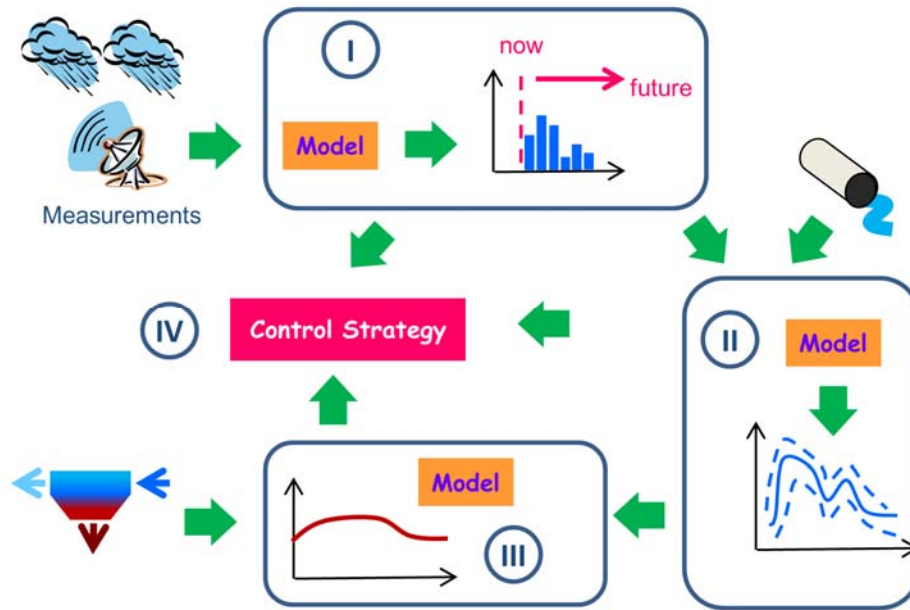 I
now
future
Model
Measurements
IV
Control Strategy
II
Model
Model
III